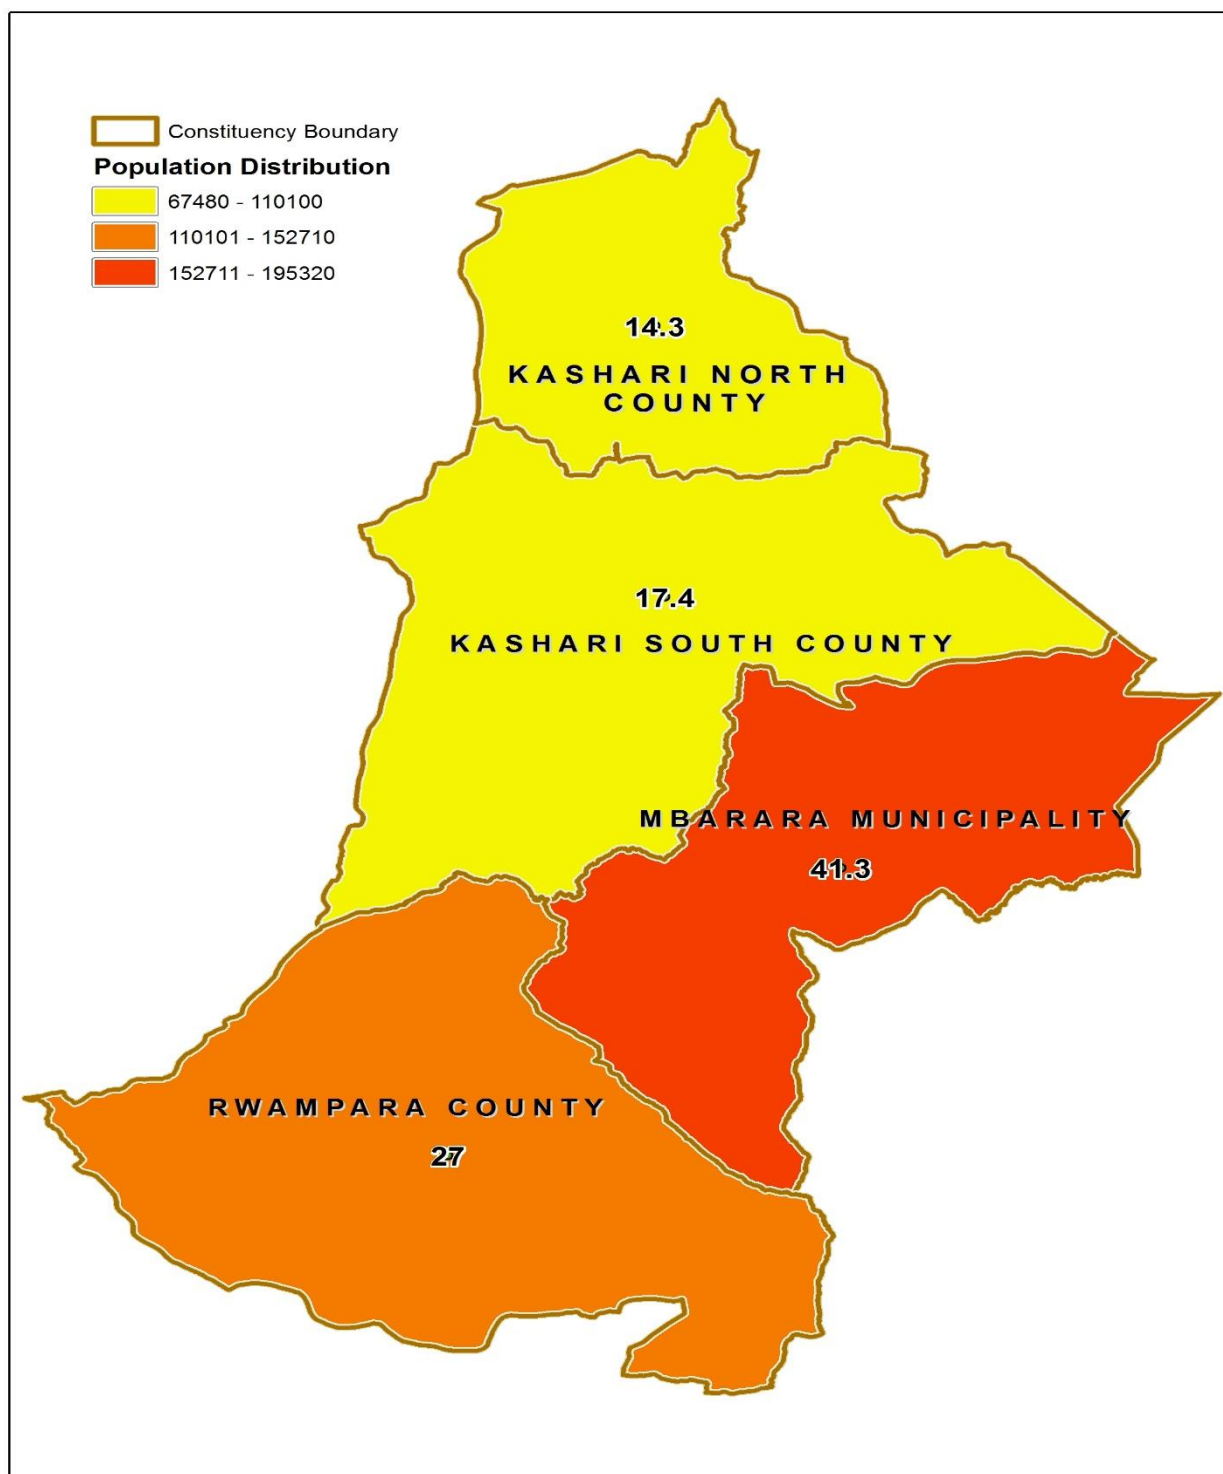 Constituency Boundary
Population Distribution
67480 - 110100
110101 - 152710
152711 - 195320
14.3
KASHARI NORTH
COUNTY
17.4
KASHARI SOUTH COUNTY
MBARARA MUNICIPALITY
41.3
RWAMPARA COUNTY
27